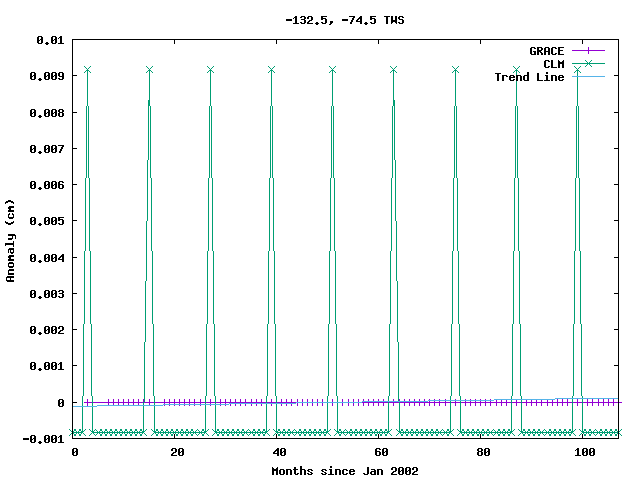 -132.5, -74.5 TWS
0.01
0.009
0.008
0.007
0.006
0.005
0.004
0.003
0.002
0.001
0
-0.001
Anomaly (cm)
GRACE
CLM
Trend Line
0 20 40 60 80 100
Months since Jan 2002